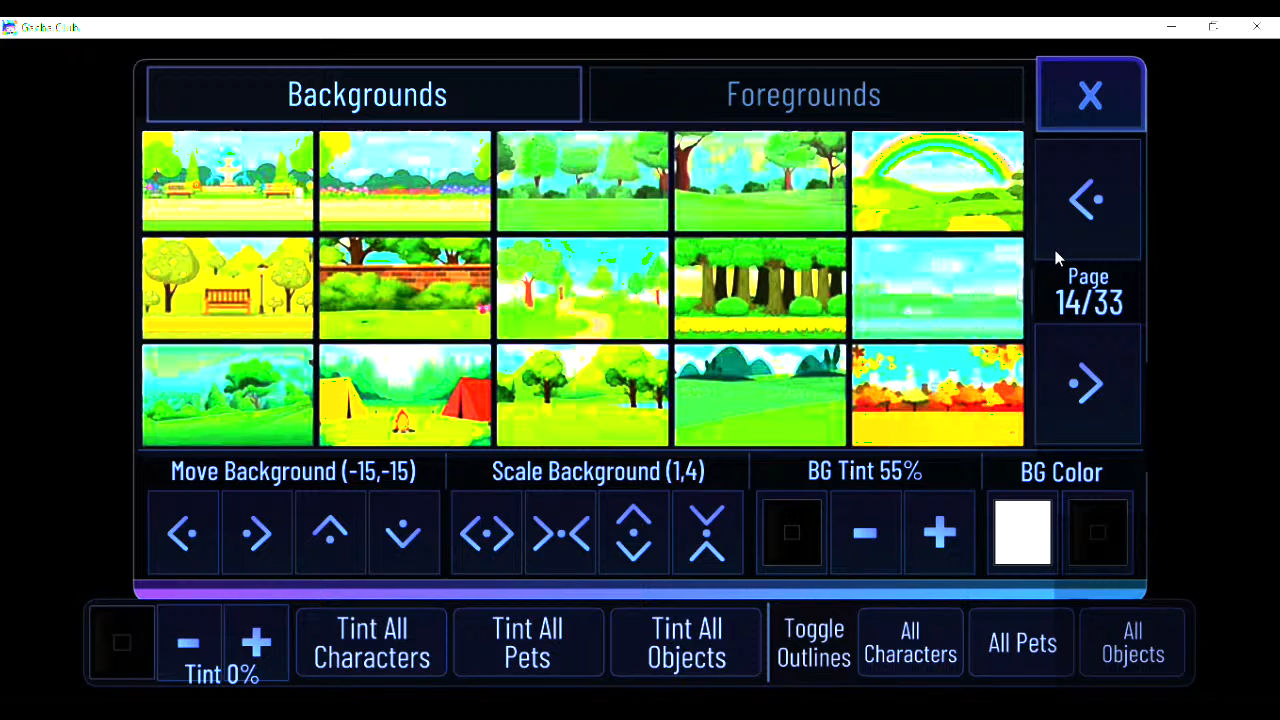 Gacha Club
Backgrounds
Foregrounds
X
Page
14/33
Move Background (-15,-15)
Scale Background (1,4)
BG Tint 55%
BG Color
Tint 0%
Tint All
Characters
Tint All
Pets
Tint All
Objects
Toggle
Outlines
All
Characters
All Pets
All
Objects